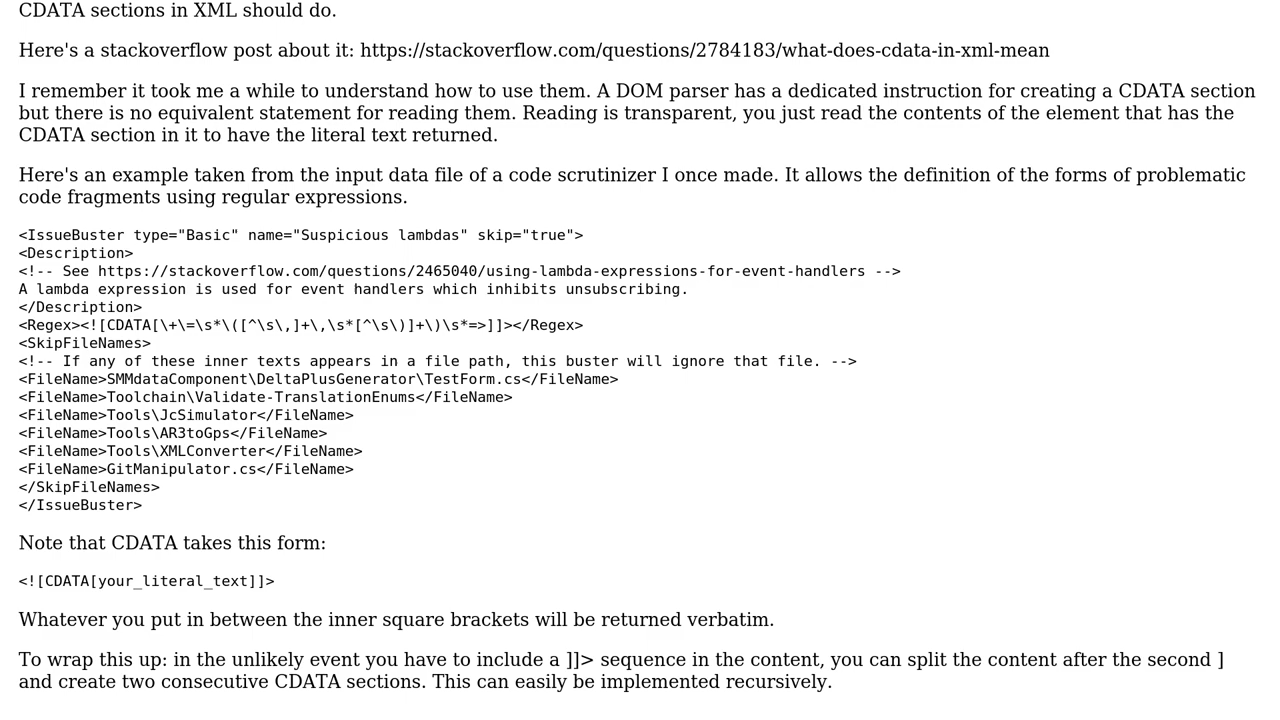 CDATA sections in XML should do.
Here's a stackoverflow post about it: https://stackoverflow.com/questions/2784183/what-does-cdata-in-xml-mean
I remember it took me a while to understand how to use them. A DOM parser has a dedicated instruction for creating a CDATA section
but there is no equivalent statement for reading them. Reading is transparent, you just read the contents of the element that has the
CDATA section in it to have the literal text returned.
Here's an example taken from the input data file of a code scrutinizer I once made. It allows the definition of the forms of problematic
code fragments using regular expressions.
<IssueBuster type="Basic" name="Suspicious lambdas" skip="true">
<Description>
<!-- See https://stackoverflow.com/questions/2465040/using-lambda-expressions-for-event-handlers -->
A lambda expression is used for event handlers which inhibits unsubscribing.
</Description>
<Regex><![CDATA[\+\=\s*\([^\s\,]+\,\s*[^\s\)]+\)\s*=>]]></Regex>
<SkipFileNames>
<!-- If any of these inner texts appears in a file path, this buster will ignore that file. -->
<FileName>SMMdataComponent\DeltaPlusGenerator\TestForm.cs</FileName>
<FileName>Toolchain\Validate-TranslationEnums</FileName>
<FileName>Tools\JcSimulator</FileName>
<FileName>Tools\AR3toGps</FileName>
<FileName>Tools\XMLConverter</FileName>
<FileName>GitManipulator.cs</FileName>
</SkipFileNames>
</IssueBuster>
Note that CDATA takes this form:
<![CDATA[your_literal_text]]>
Whatever you put in between the inner square brackets will be returned verbatim.
To wrap this up: in the unlikely event you have to include a ]]> sequence in the content, you can split the content after the second ]
and create two consecutive CDATA sections. This can easily be implemented recursively.